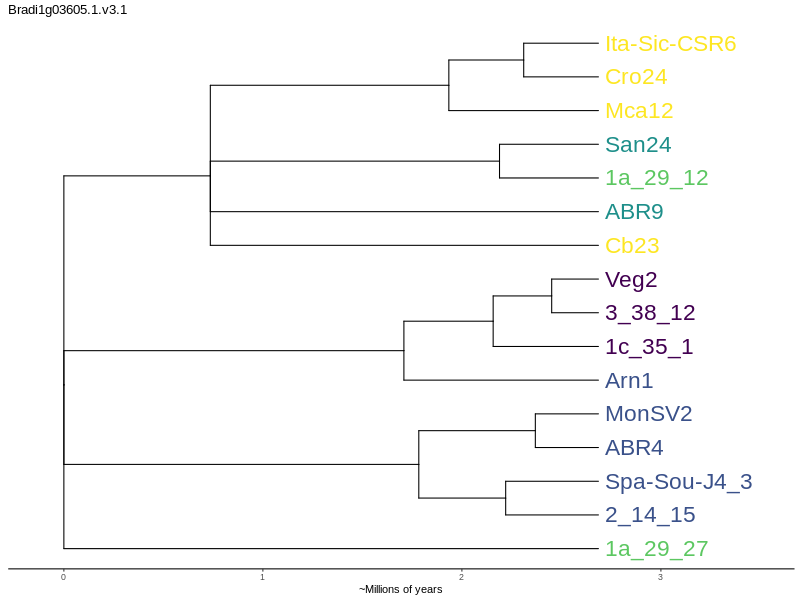 Bradi1g03605.1.v3.1
Ita-Sic-CSR6
Cro24
Mca12
San24
1a_29_12
ABR9
Cb23
Veg2
3_38_12
1c_35_1
Arn1
MonSV2
ABR4
Spa-Sou-J4_3
2_14_15
1a_29_27
0 1 2 3
~Millions of years